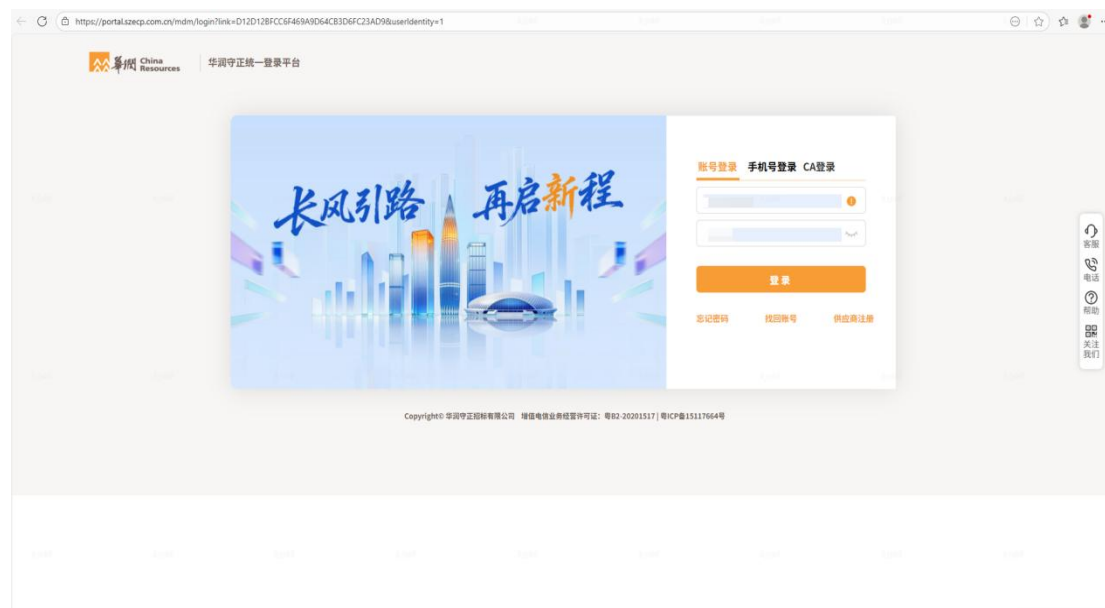 https://portal.szecp.com.cn/mdm/login?link=D12D12BFCC6F469A9D64CB3D6FC23AD9&userIdentity=1
華潤 China Resources
华润守正统一登录平台
长风引路 再启新程
账号登录 手机号登录 CA登录
登录
忘记密码 找回账号 供应商注册
客服
电话
帮助
关注
我们
Copyright© 华润守正招标有限公司 增值电信业务经营许可证：粤B2-20201517 | 粤ICP备15117664号